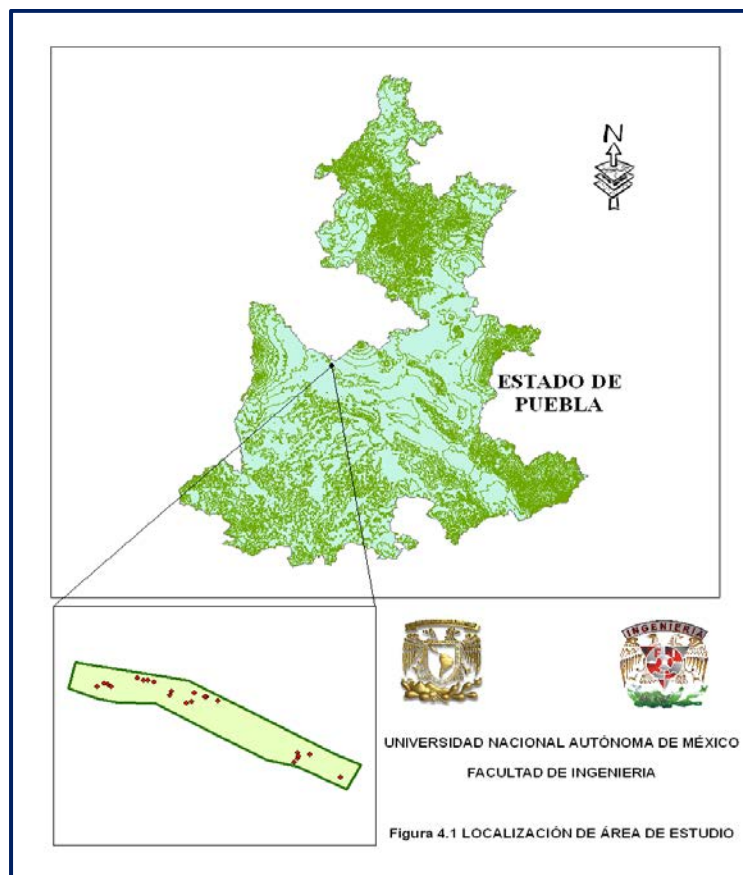 N
ESTADO DE
PUEBLA
INGENIERIA
UNIVERSIDAD NACIONAL AUTÓNOMA DE MÉXICO
FACULTAD DE INGENIERIA
Figura 4.1 LOCALIZACIÓN DE ÁREA DE ESTUDIO